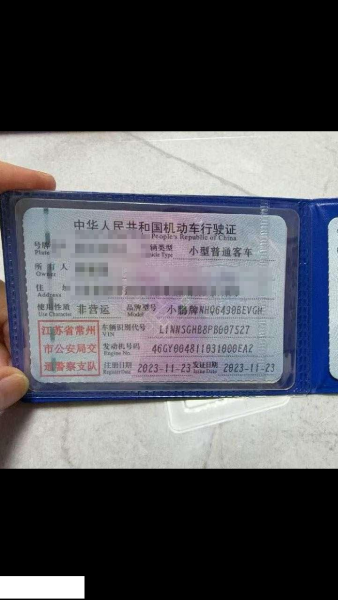 中华人民共和国机动车行驶证
People's Republic of China
号牌
Plate
辆类型
Vehicle Type
小型普通客车
所有人
Owner
住
Address
使用性质
Use Character
非营运
品牌型号
Model
小鹏牌NHQ6430BEVGH
江苏省常州
市公安局交
通警察支队
车辆识别代号
VIN
L1NNSGHB8PB007527
发动机号码
Engine No.
46GY004811031000EA2
注册日期
Register Date
2023-11-23
发证日期
Issue Date
2023-11-23